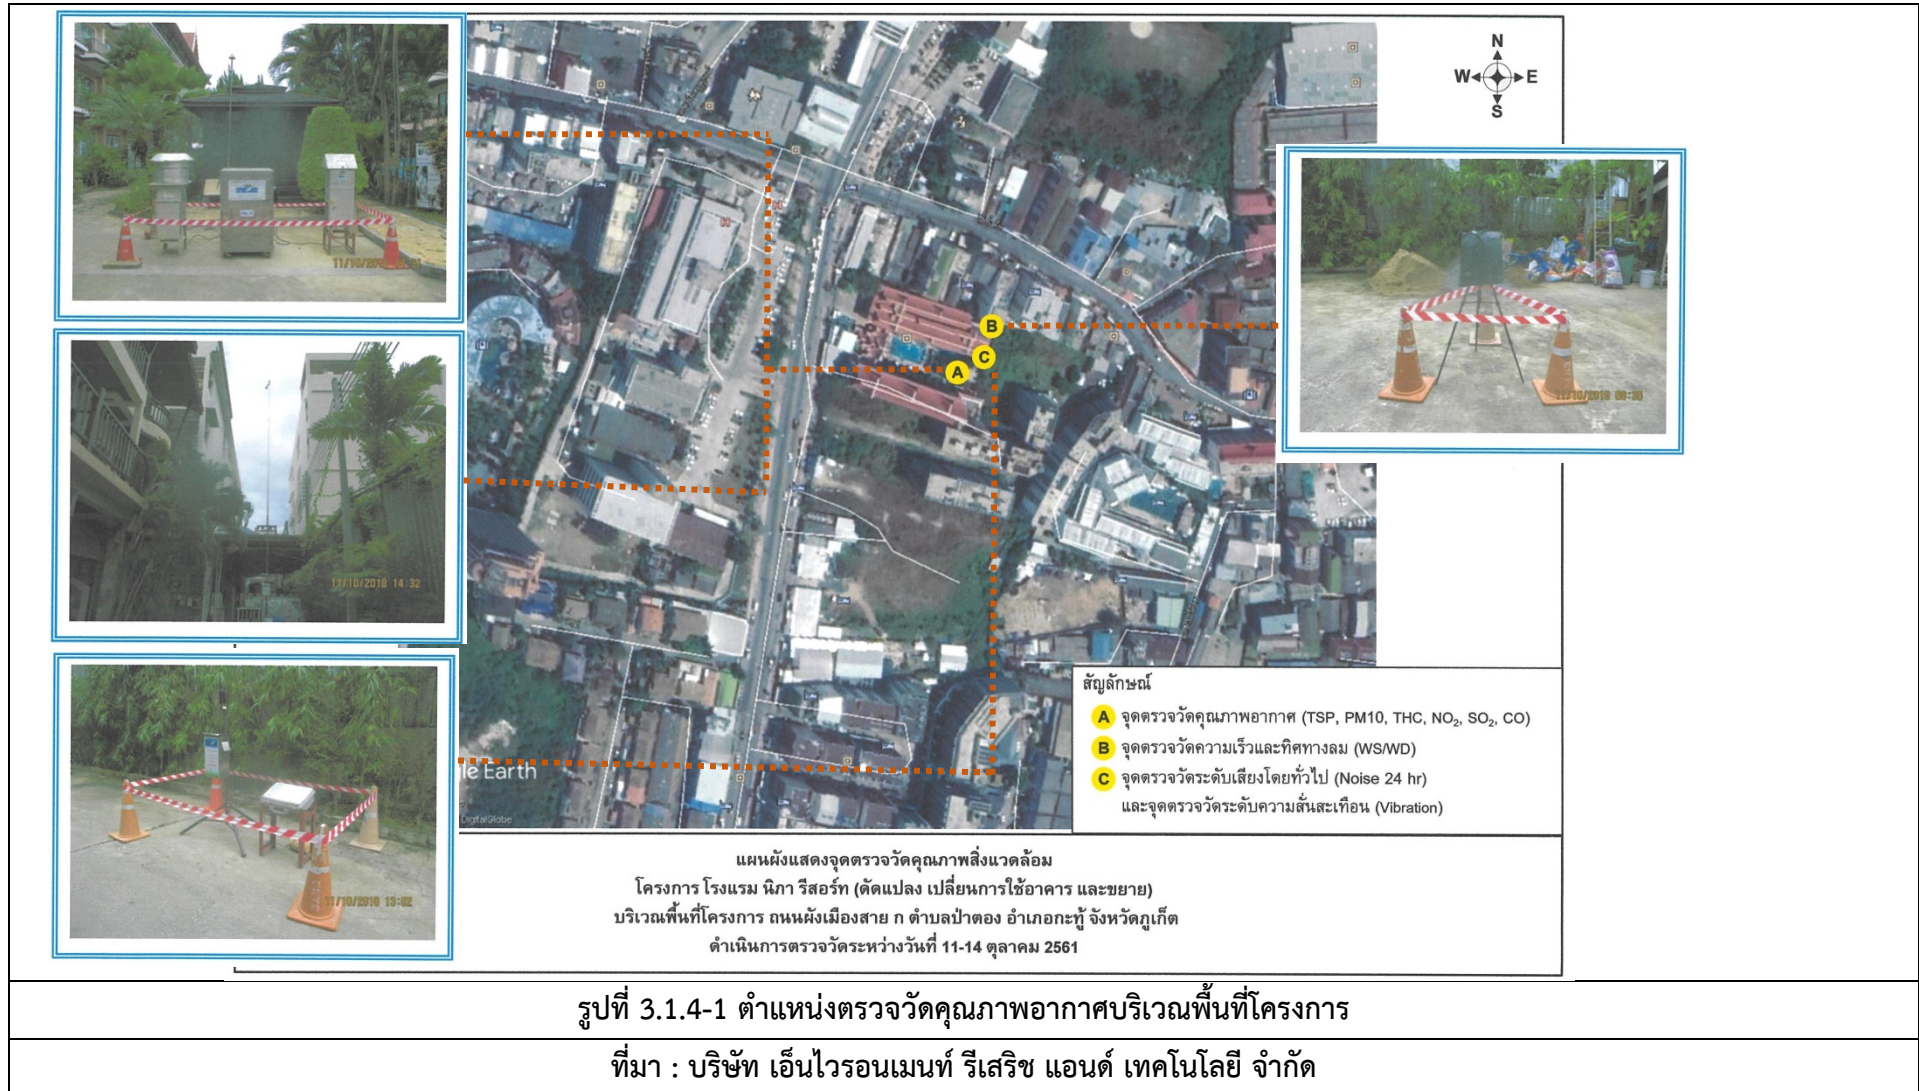 N
W E
S
11/10/2018 14:32
11/10/2018 13:52
11/10/2018 09:36
B
C
A
le Earth
DigitalGlobe
สัญลักษณ์
A จุดตรวจวัดคุณภาพอากาศ (TSP, PM10, THC, NO₂, SO₂, CO)
B จุดตรวจวัดความเร็วและทิศทางลม (WS/WD)
C จุดตรวจวัดระดับเสียงโดยทั่วไป (Noise 24 hr)
และจุดตรวจวัดระดับความสั่นสะเทือน (Vibration)
แผนผังแสดงจุดตรวจวัดคุณภาพสิ่งแวดล้อม
โครงการ โรงแรม นิภา รีสอร์ท (ดัดแปลง เปลี่ยนการใช้อาคาร และขยาย)
บริเวณพื้นที่โครงการ ถนนผังเมืองสาย ก ตำบลป่าตอง อำเภอกะทู้ จังหวัดภูเก็ต
ดำเนินการตรวจวัดระหว่างวันที่ 11-14 ตุลาคม 2561
รูปที่ 3.1.4-1 ตำแหน่งตรวจวัดคุณภาพอากาศบริเวณพื้นที่โครงการ
ที่มา : บริษัท เอ็นไวรอนเมนท์ รีเสริช แอนด์ เทคโนโลยี จำกัด